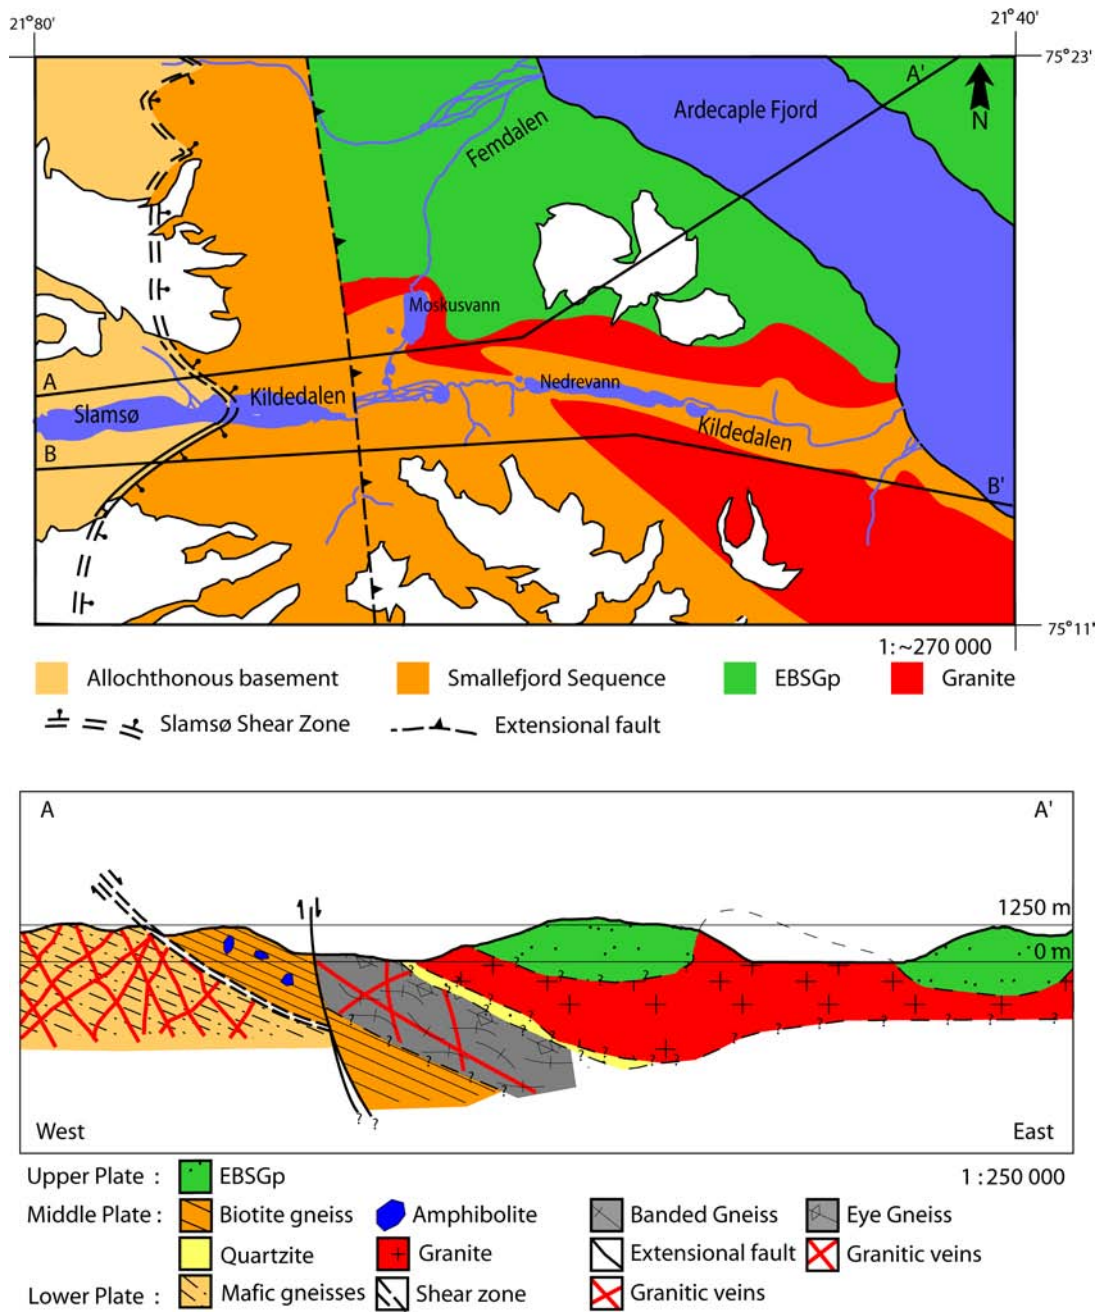 21°80'
21°40'
75°23'
A'
N
Ardecaple Fjord
Femdalen
Moskusvann
A
Kildedalen
Nedrevann
Slamsø
Kildedalen
B
B'
75°11'
1:~270 000
Allochthonous basement
Smallefjord Sequence
EBSGp
Granite
Slamsø Shear Zone
Extensional fault
A
A'
1250 m
0 m
? ? ? ? ? ? ? ? ? ? ? ? ? ? ? ? ? ? ? ?
West
East
Upper Plate :
EBSGp
1 : 250 000
Middle Plate :
Biotite gneiss
Amphibolite
Banded Gneiss
Eye Gneiss
Quartzite
Granite
Extensional fault
Granitic veins
Lower Plate :
Mafic gneisses
Shear zone
Granitic veins